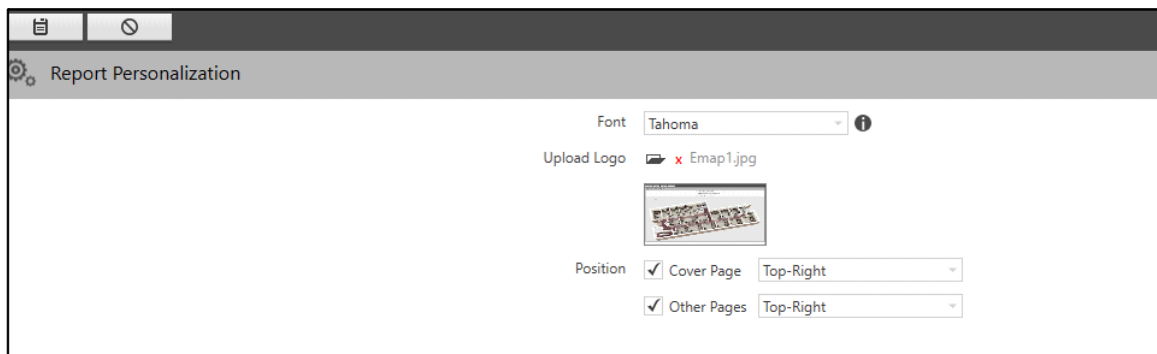 Report Personalization
Font Tahoma
Upload Logo x Emap1.jpg
Position Cover Page Top-Right
Other Pages Top-Right